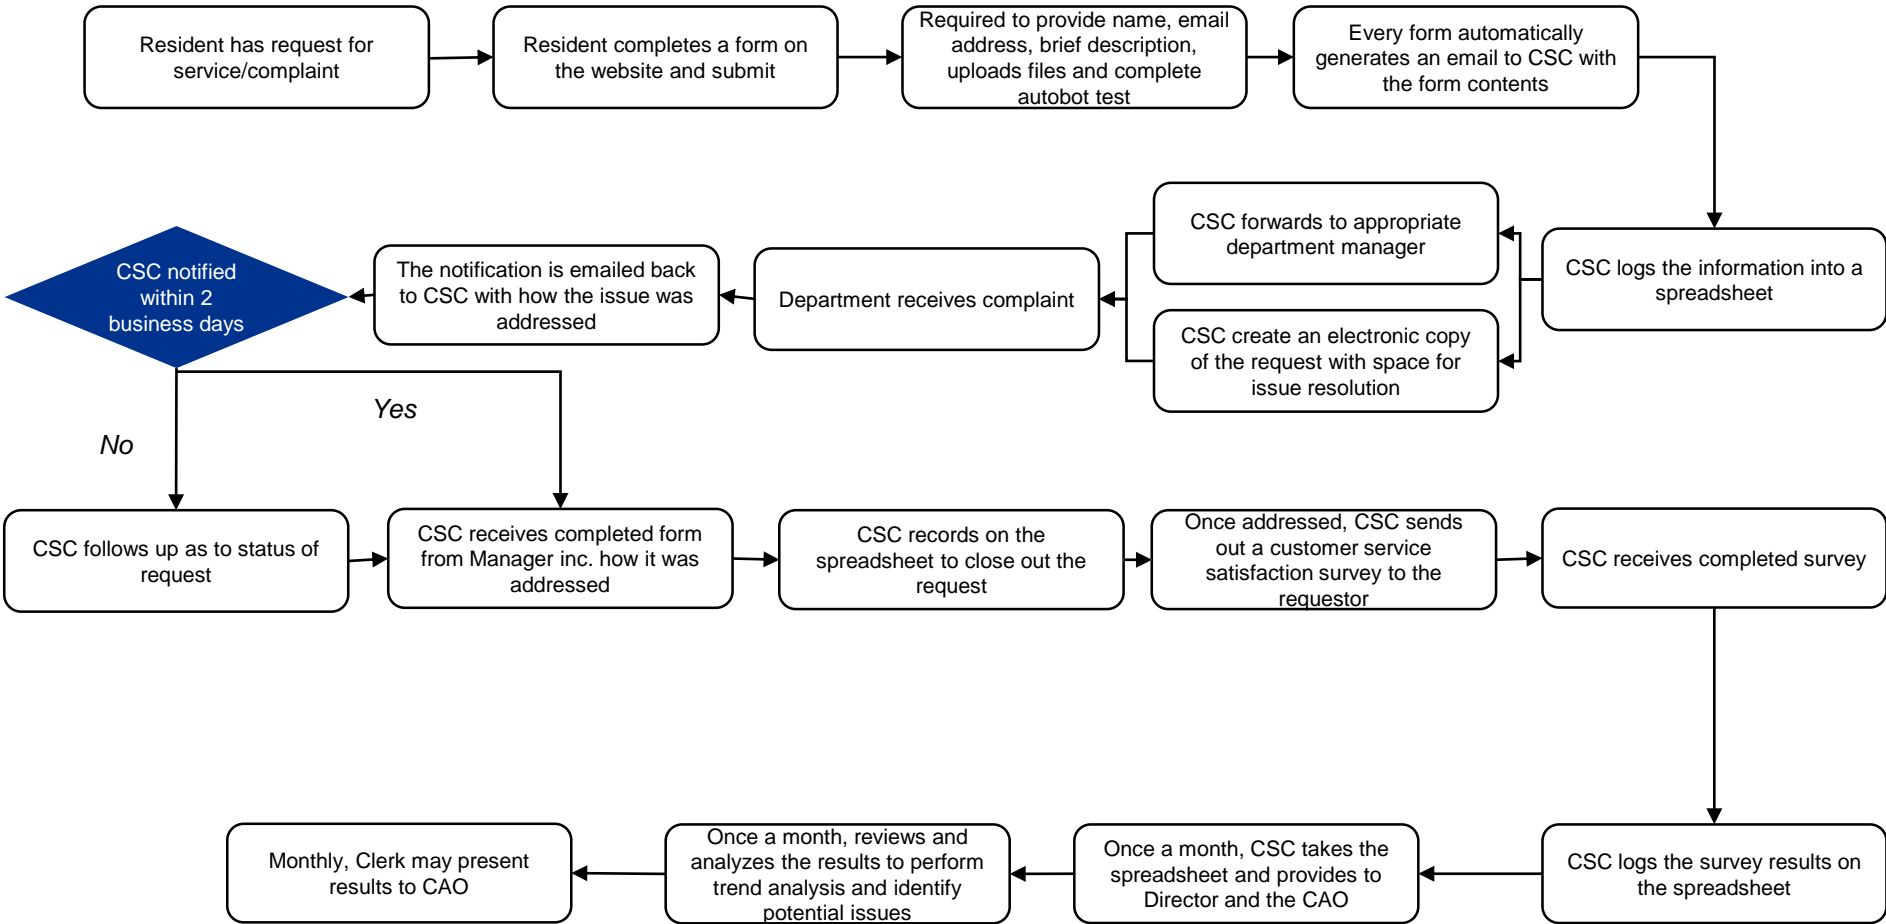 Resident has request for
service/complaint
Resident completes a form on
the website and submit
Required to provide name, email
address, brief description,
uploads files and complete
autobot test
Every form automatically
generates an email to CSC with
the form contents
CSC logs the information into a
spreadsheet
CSC forwards to appropriate
department manager
CSC create an electronic copy
of the request with space for
issue resolution
Department receives complaint
The notification is emailed back
to CSC with how the issue was
addressed
CSC notified
within 2
business days
Yes
No
CSC follows up as to status of
request
CSC receives completed form
from Manager inc. how it was
addressed
CSC records on the
spreadsheet to close out the
request
Once addressed, CSC sends
out a customer service
satisfaction survey to the
requestor
CSC receives completed survey
CSC logs the survey results on
the spreadsheet
Once a month, CSC takes the
spreadsheet and provides to
Director and the CAO
Once a month, reviews and
analyzes the results to perform
trend analysis and identify
potential issues
Monthly, Clerk may present
results to CAO